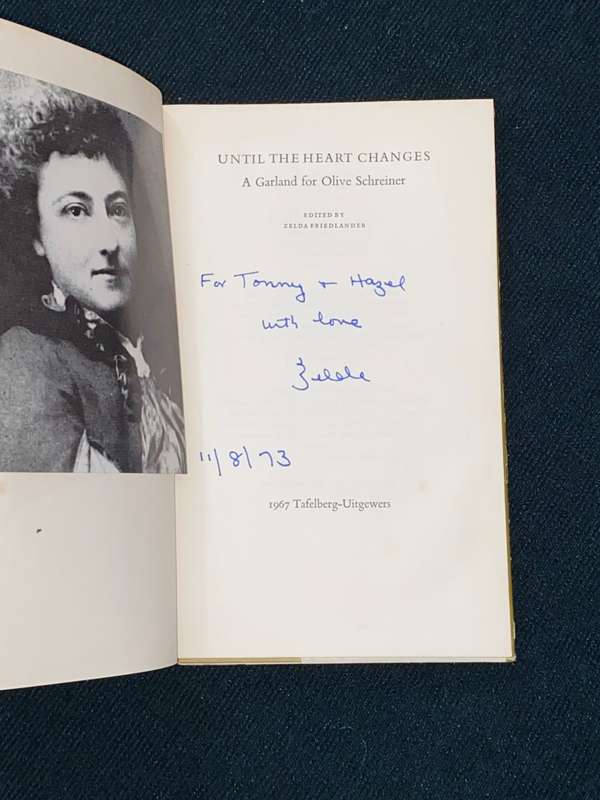 UNTIL THE HEART CHANGES
A Garland for Olive Schreiner
EDITED BY
ZELDA FRIEDLANDER
For Tonny + Hazel
with love
Zelda
11/8/73
1967 Tafelberg-Uitgewers